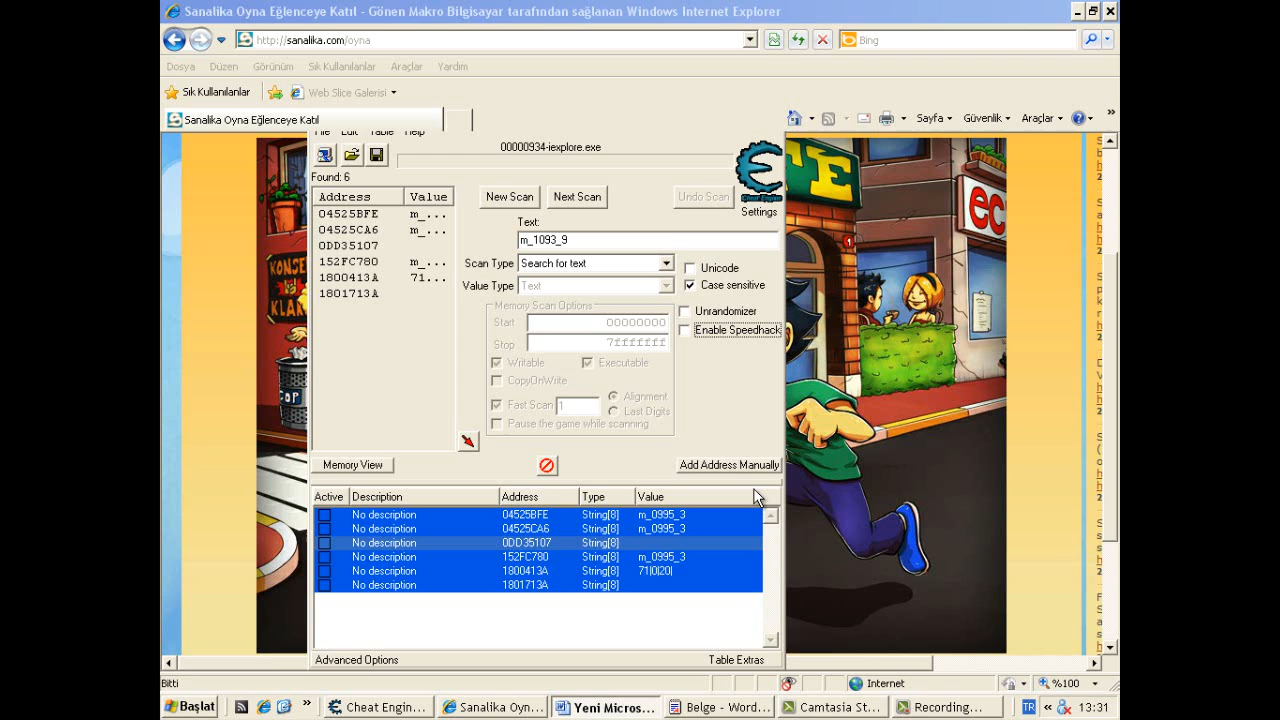 Sanalika Oyna Eğlenceye Katıl - Gönen Makro Bilgisayar tarafından sağlanan Windows Internet Explorer
http://sanalika.com/oyna
Bing
Dosya Düzen Görünüm Sık Kullanılanlar Araçlar Yardım
Sık Kullanılanlar Web Slice Galerisi
Sanalika Oyna Eğlenceye Katıl
Sayfa Güvenlik Araçlar
File Edit Table Help
00000934-iexplore.exe
Found: 6
Address Value
04525BFE m_...
04525CA6 m_...
0DD35107
152FC780 m_...
1800413A 71...
1801713A
New Scan Next Scan Undo Scan
Cheat Engine
Settings
Text:
m_1093_9
Scan Type Search for text
Unicode
Value Type Text
Case sensitive
Memory Scan Options
Unrandomizer
Start 00000000
Enable Speedhack
Stop 7fffffff
Writable Executable
CopyOnWrite
Fast Scan 1
Alignment
Last Digits
Pause the game while scanning
Memory View
Add Address Manually
Active Description Address Type Value
No description 04525BFE String[8] m_0995_3
No description 04525CA6 String[8] m_0995_3
No description 0DD35107 String[8]
No description 152FC780 String[8] m_0995_3
No description 1800413A String[8] 71|0|20|
No description 1801713A String[8]
Advanced Options Table Extras
Bitti
Internet
%100
Başlat
Cheat Engin...
Sanalika Oyn...
Yeni Micros...
Belge - Word...
Camtasia St...
Recording...
TR
13:31